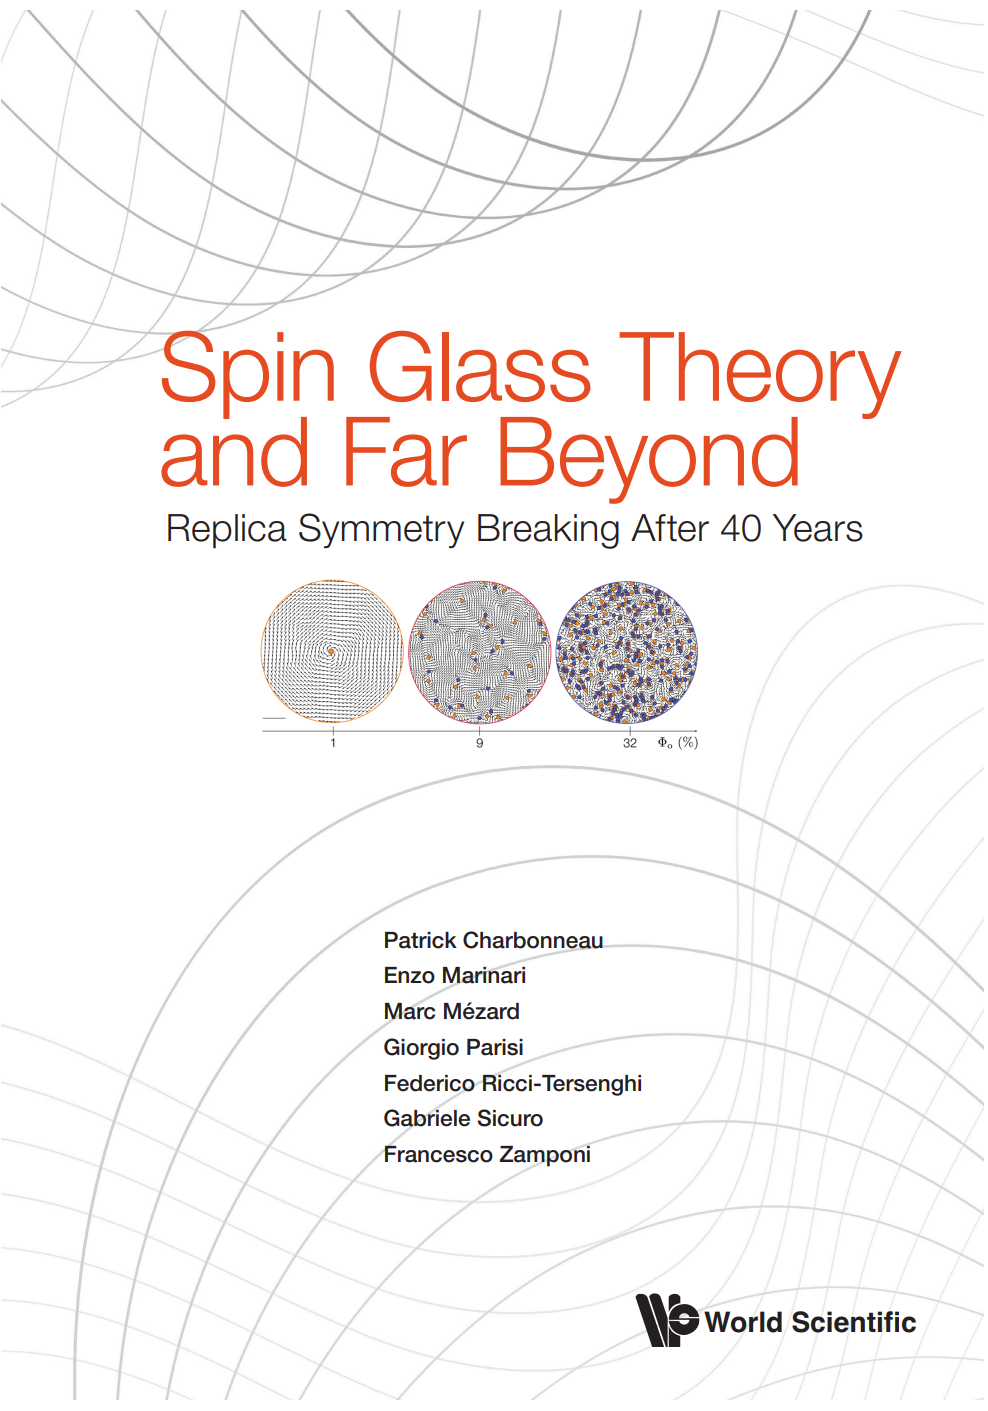 Spin Glass Theory
and Far Beyond
Replica Symmetry Breaking After 40 Years
1 9 32 Φo (%)
Patrick Charbonneau
Enzo Marinari
Marc Mézard
Giorgio Parisi
Federico Ricci-Tersenghi
Gabriele Sicuro
Francesco Zamponi
World Scientific